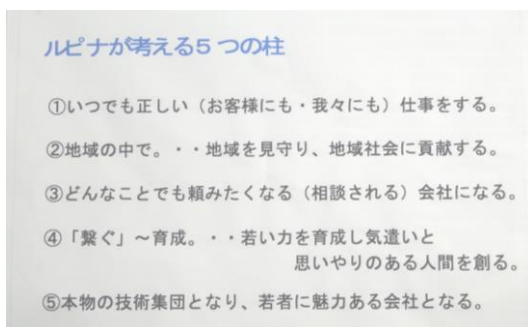 ルピナが考える5つの柱
①いつでも正しい（お客様にも・我々にも）仕事をする。
②地域の中で。・・地域を見守り、地域社会に貢献する。
③どんなことでも頼みたくなる（相談される）会社になる。
④「繋ぐ」～育成。・・若い力を育成し気遣いと
思いやりのある人間を創る。
⑤本物の技術集団となり、若者に魅力ある会社となる。